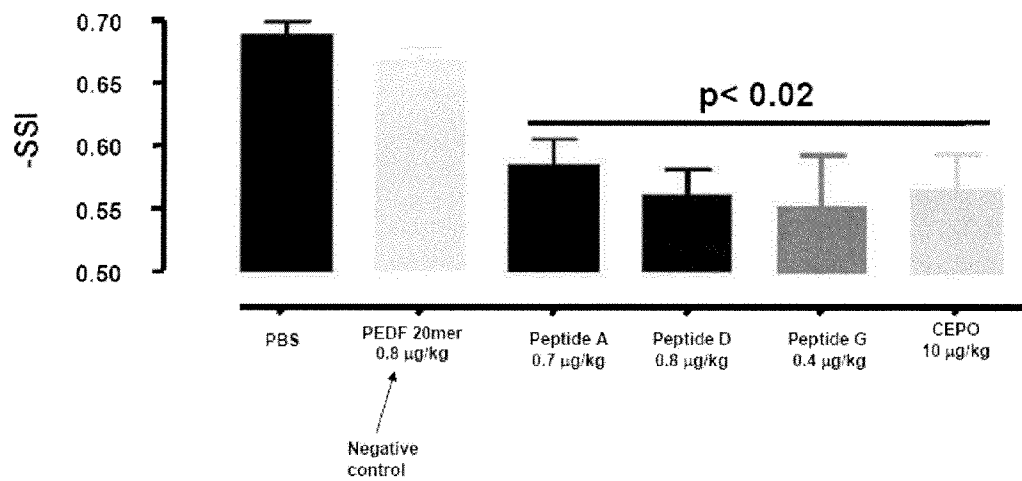 -SSI
0.70
0.65
0.60
0.55
0.50
p< 0.02
PBS
PEDF 20mer
0.8 µg/kg
Peptide A
0.7 µg/kg
Peptide D
0.8 µg/kg
Peptide G
0.4 µg/kg
CEPO
10 µg/kg
Negative
control